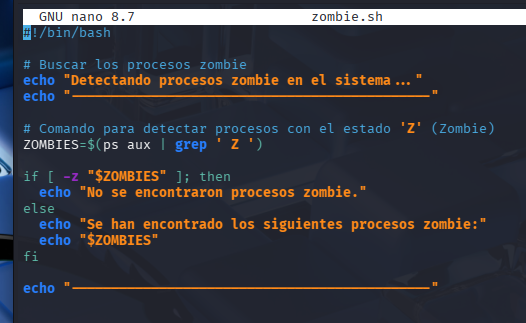 GNU nano 8.7 zombie.sh
#!/bin/bash
# Buscar los procesos zombie
echo "Detectando procesos zombie en el sistema..."
echo "---------------------------------------------"
# Comando para detectar procesos con el estado 'Z' (Zombie)
ZOMBIES=$(ps aux | grep ' Z ')
if [ -z "$ZOMBIES" ]; then
echo "No se encontraron procesos zombie."
else
echo "Se han encontrado los siguientes procesos zombie:"
echo "$ZOMBIES"
fi
echo "---------------------------------------------"